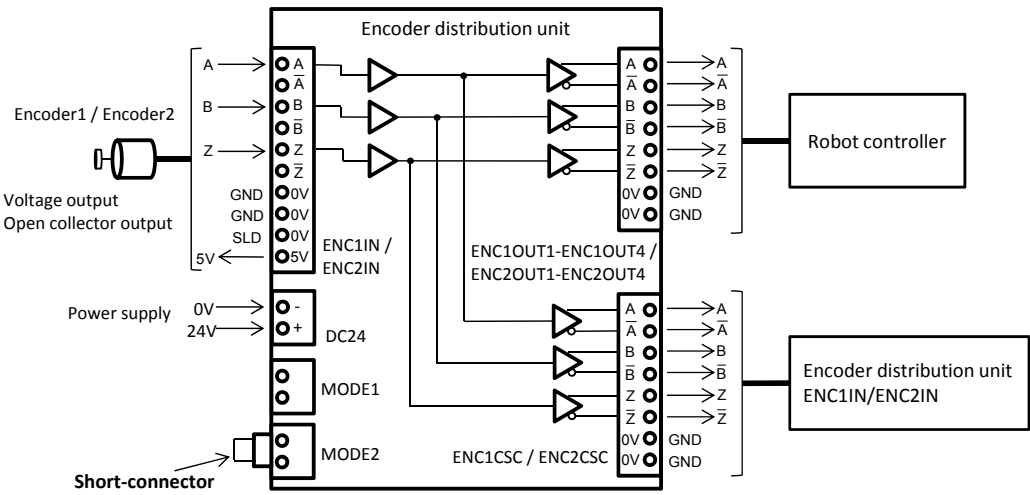 Encoder distribution unit
Encoder1 / Encoder2
Voltage output
Open collector output
A
B
Z
GND
GND
SLD
5V
A
A̅
B
B̅
Z
Z̅
0V
0V
0V
5V
ENC1IN /
ENC2IN
Power supply
0V
24V
-
+
DC24
MODE1
MODE2
Short-connector
A
A̅
B
B̅
Z
Z̅
0V
0V
A
A̅
B
B̅
Z
Z̅
GND
GND
Robot controller
ENC1OUT1-ENC1OUT4 /
ENC2OUT1-ENC2OUT4
A
A̅
B
B̅
Z
Z̅
0V
0V
A
A̅
B
B̅
Z
Z̅
GND
GND
Encoder distribution unit
ENC1IN/ENC2IN
ENC1CSC / ENC2CSC